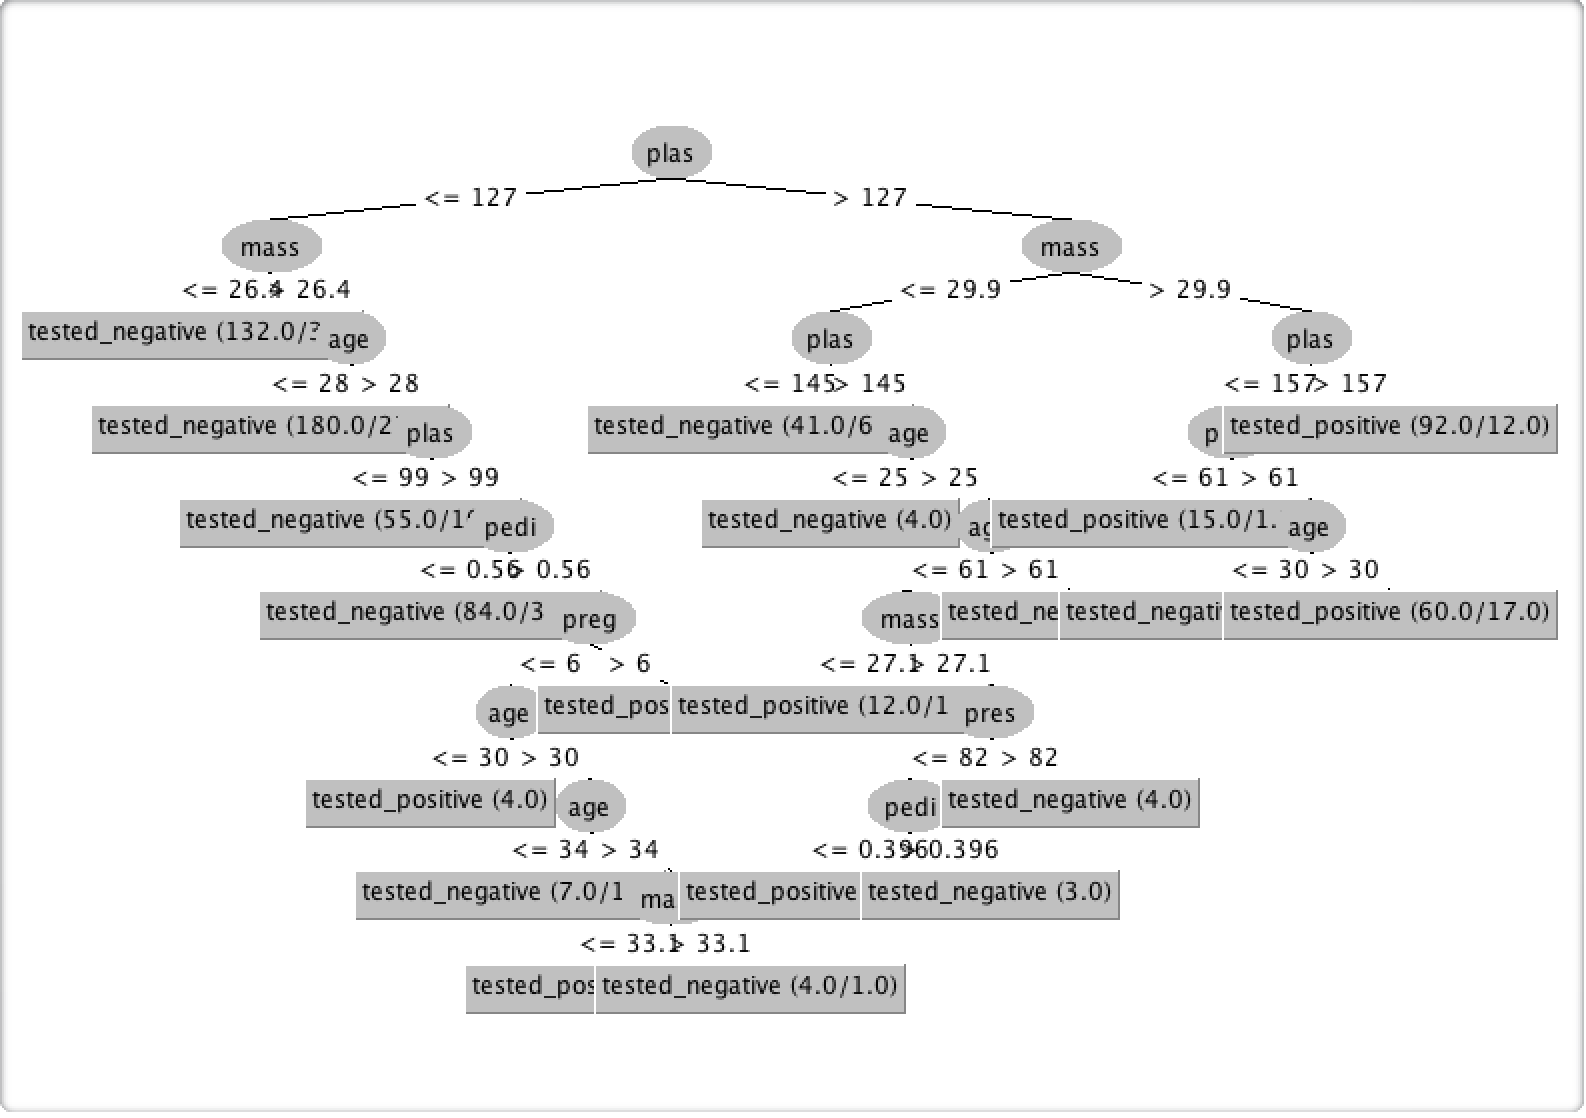 plas
<= 127 > 127
mass mass
<= 26.4 > 26.4 <= 29.9 > 29.9
tested_negative (132.0/3 age plas plas
<= 28 > 28 <= 145 > 145 <= 157 > 157
tested_negative (180.0/2 plas tested_negative (41.0/6 age p tested_positive (92.0/12.0)
<= 99 > 99 <= 25 > 25 <= 61 > 61
tested_negative (55.0/1 pedi tested_negative (4.0) ag tested_positive (15.0/1. age
<= 0.56 > 0.56 <= 61 > 61 <= 30 > 30
tested_negative (84.0/3 preg mass tested_ne tested_negati tested_positive (60.0/17.0)
<= 6 > 6 <= 27.1 > 27.1
age tested_pos tested_positive (12.0/1 pres
<= 30 > 30 <= 82 > 82
tested_positive (4.0) age pedi tested_negative (4.0)
<= 34 > 34 <= 0.396 > 0.396
tested_negative (7.0/1 ma tested_positive tested_negative (3.0)
<= 33.1 > 33.1
tested_pos tested_negative (4.0/1.0)